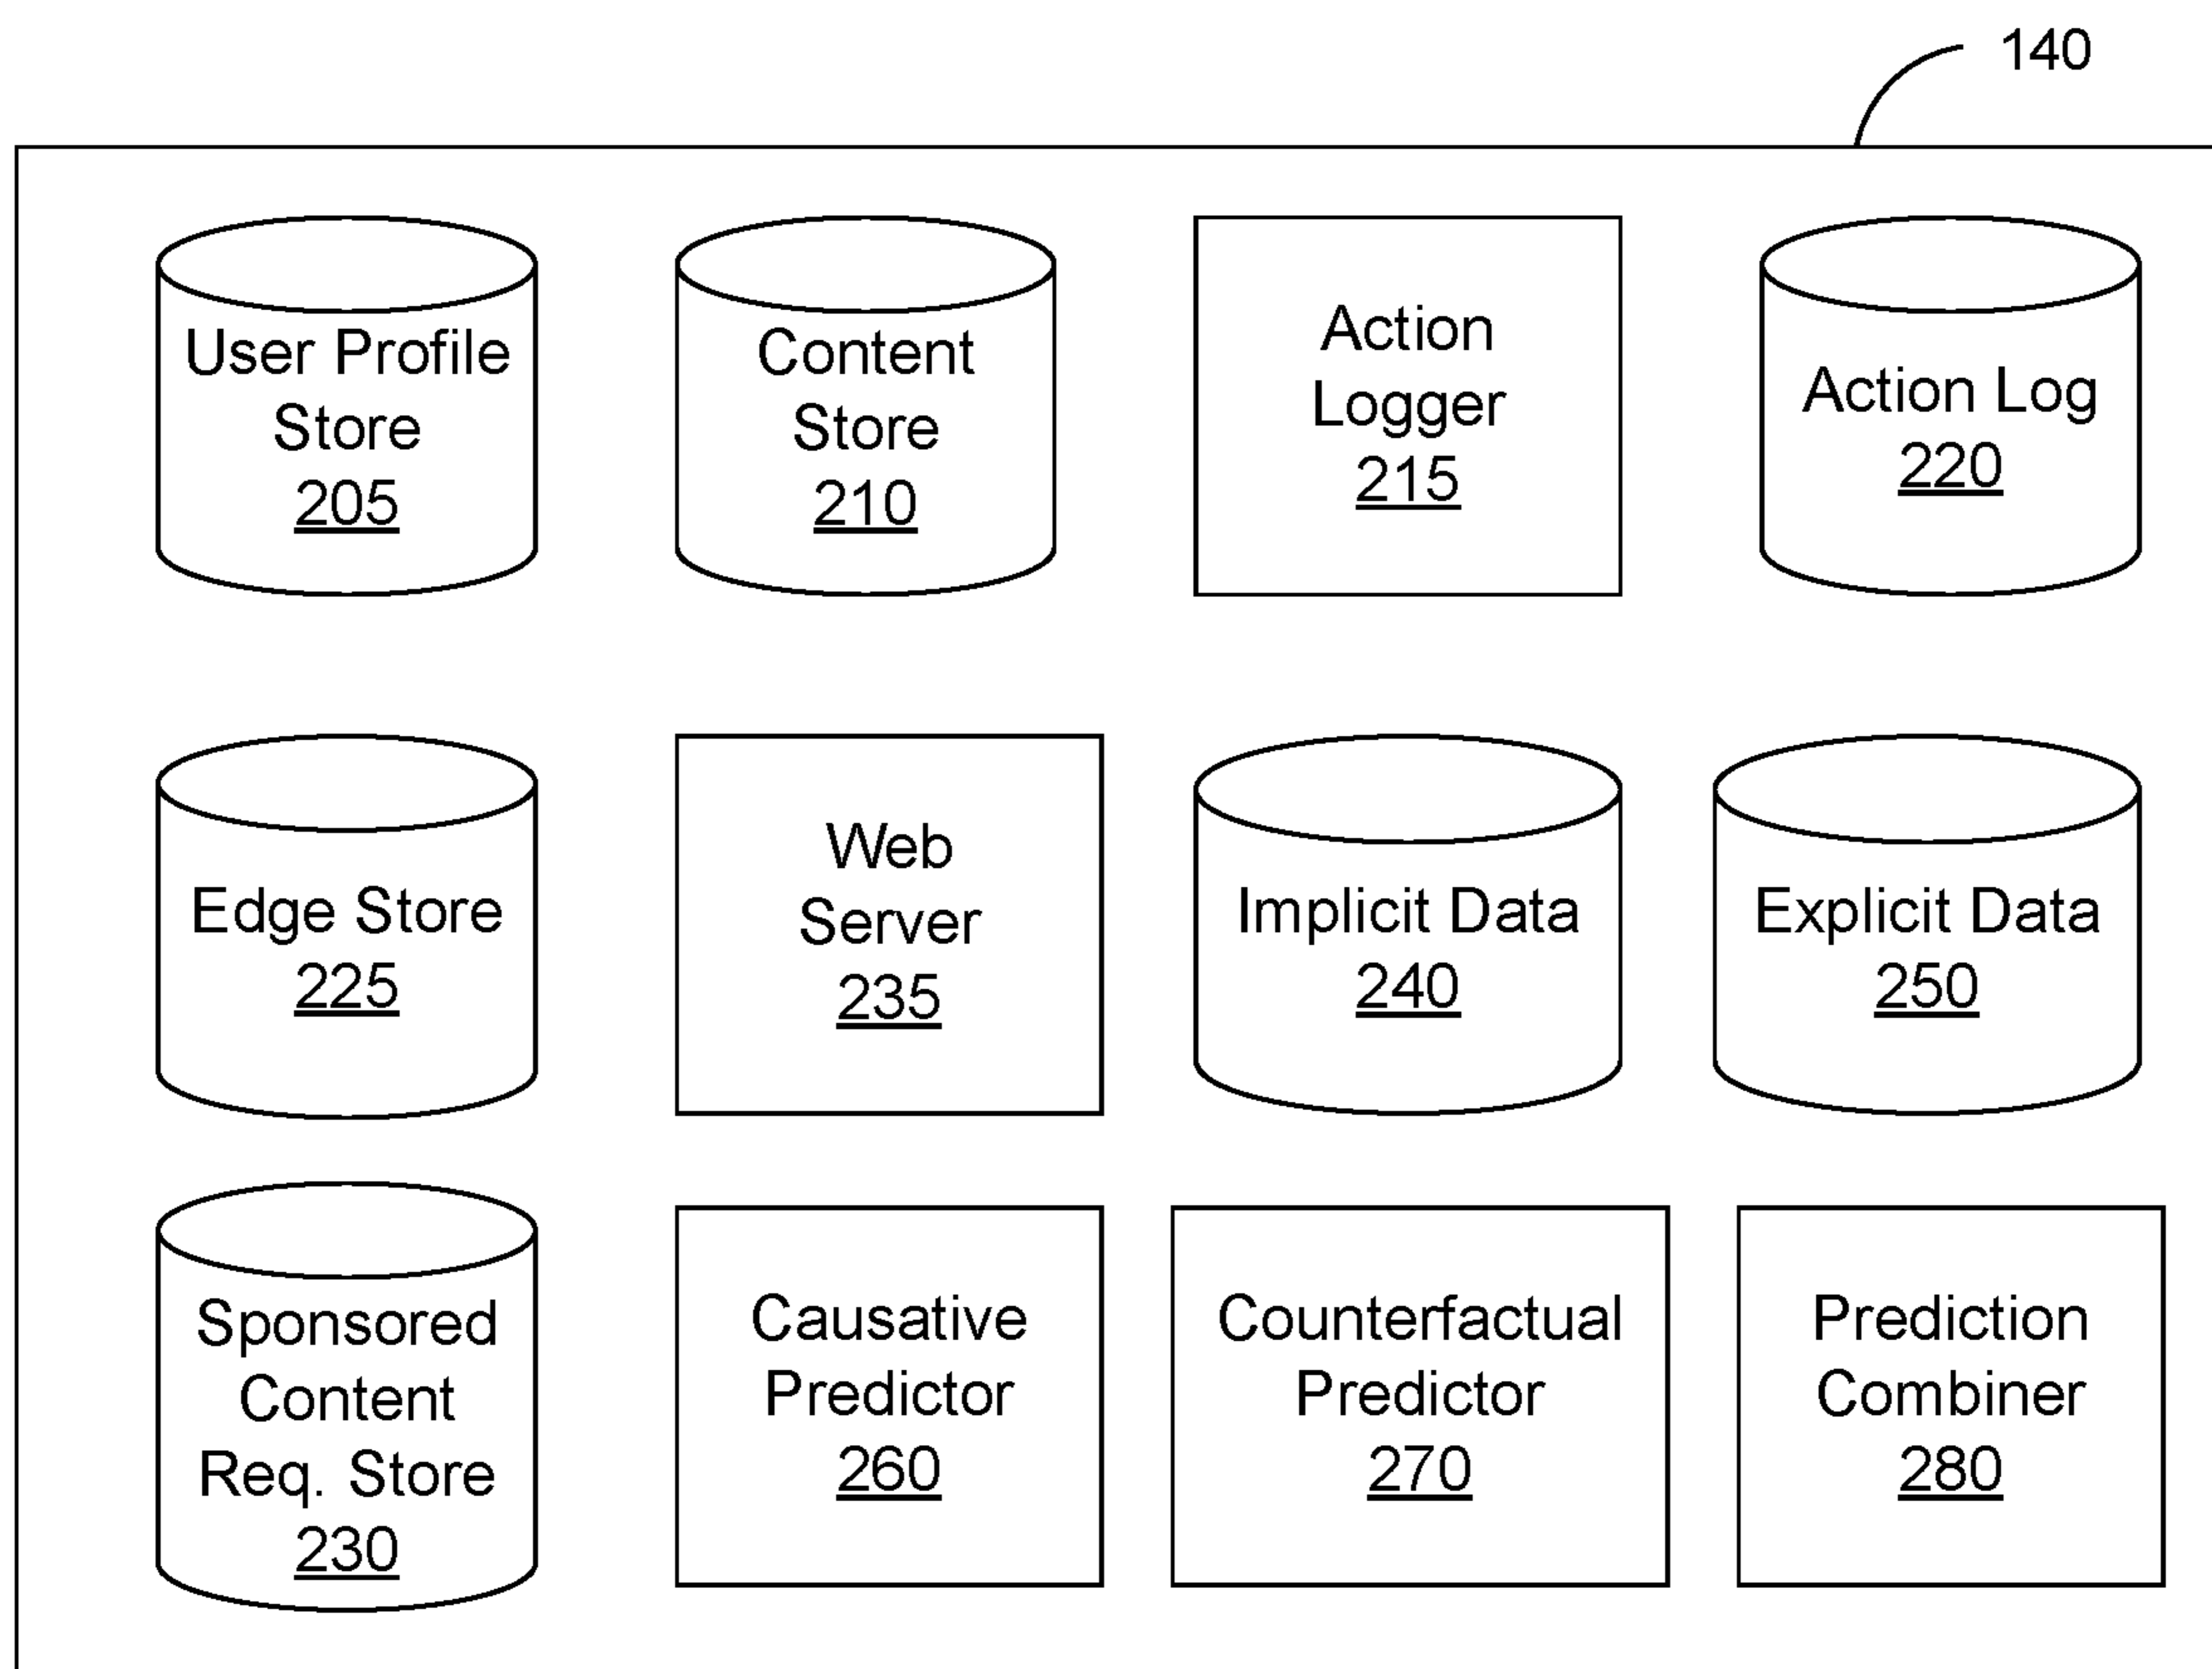 140
User Profile
Store
205
Content
Store
210
Action
Logger
215
Action Log
220
Edge Store
225
Web
Server
235
Implicit Data
240
Explicit Data
250
Sponsored
Content
Req. Store
230
Causative
Predictor
260
Counterfactual
Predictor
270
Prediction
Combiner
280